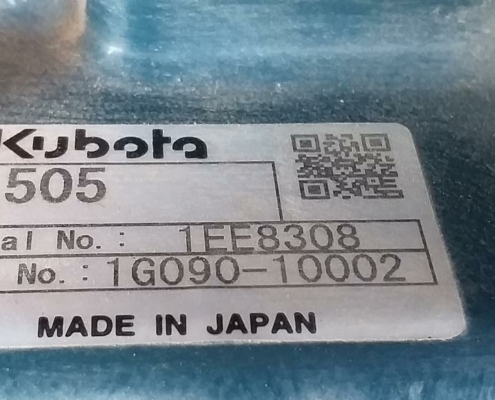 Kubota
505
al No.: 1EE8308
No.: 1G090-10002
MADE IN JAPAN